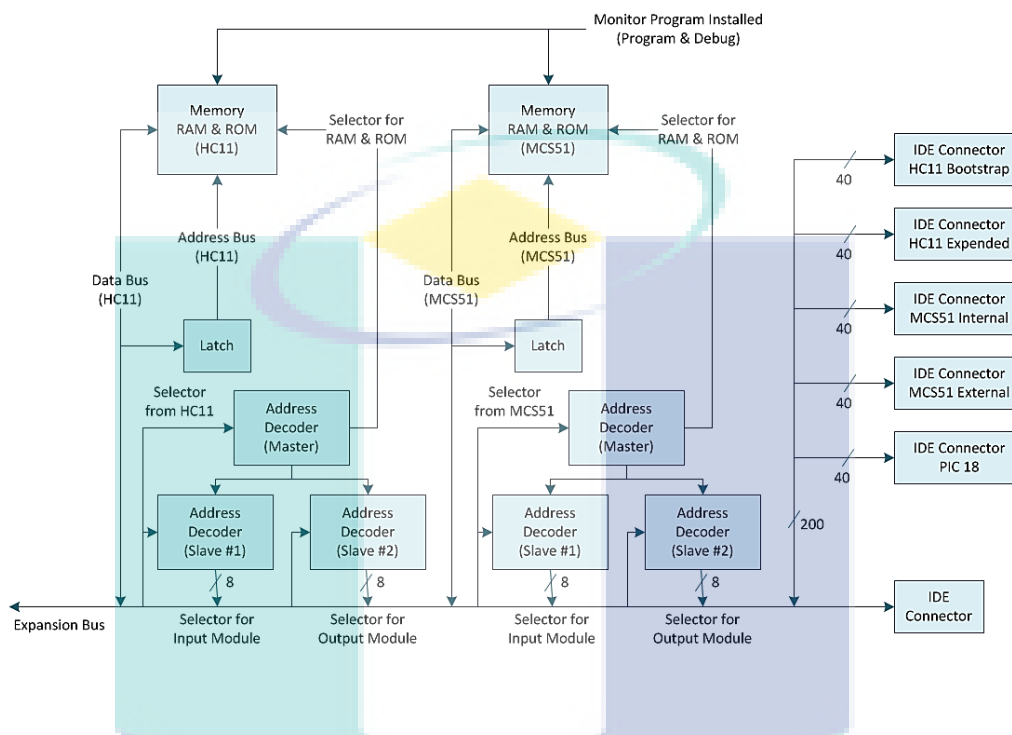 Monitor Program Installed
(Program & Debug)
Memory
RAM & ROM
(HC11)
Selector for
RAM & ROM
Memory
RAM & ROM
(MCS51)
Selector for
RAM & ROM
IDE Connector
HC11 Bootstrap
40
Address Bus
(HC11)
Address Bus
(MCS51)
IDE Connector
HC11 Expended
40
Data Bus
(HC11)
Data Bus
(MCS51)
IDE Connector
MCS51 Internal
40
Latch
Latch
IDE Connector
MCS51 External
40
Selector
from HC11
Address
Decoder
(Master)
Selector
from MCS51
Address
Decoder
(Master)
IDE Connector
PIC 18
40
Address
Decoder
(Slave #1)
Address
Decoder
(Slave #2)
Address
Decoder
(Slave #1)
Address
Decoder
(Slave #2)
200
8
8
8
8
Expansion Bus
Selector for
Input Module
Selector for
Output Module
Selector for
Input Module
Selector for
Output Module
IDE
Connector